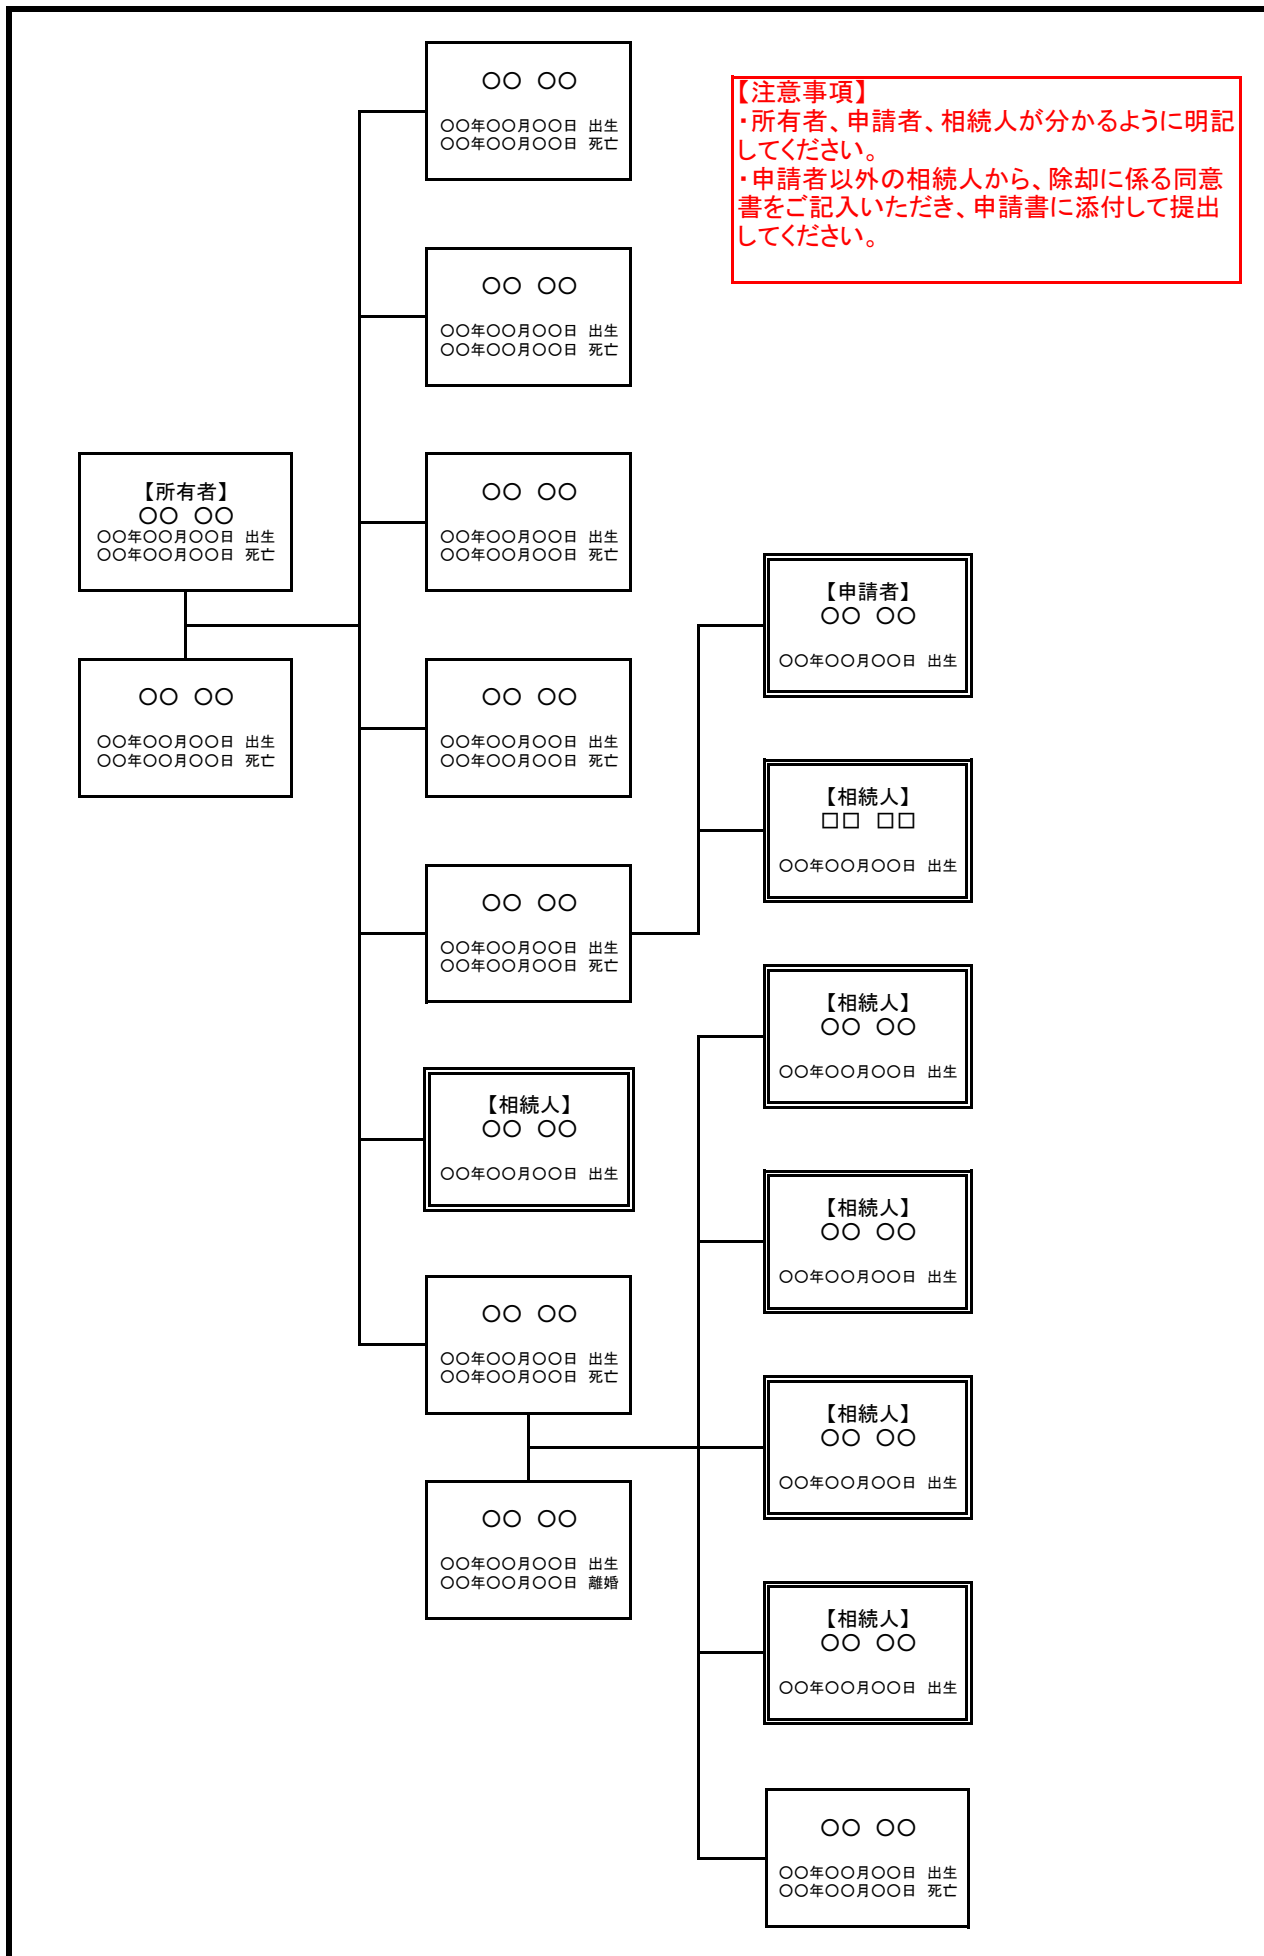 ○○ ○○
○○年○○月○○日 出生
○○年○○月○○日 死亡
【注意事項】
・所有者、申請者、相続人が分かるように明記
してください。
・申請者以外の相続人から、除却に係る同意
書をご記入いただき、申請書に添付して提出
してください。
○○ ○○
○○年○○月○○日 出生
○○年○○月○○日 死亡
【所有者】
○○ ○○
○○年○○月○○日 出生
○○年○○月○○日 死亡
○○ ○○
○○年○○月○○日 出生
○○年○○月○○日 死亡
○○ ○○
○○年○○月○○日 出生
○○年○○月○○日 死亡
○○ ○○
○○年○○月○○日 出生
○○年○○月○○日 死亡
【申請者】
○○ ○○
○○年○○月○○日 出生
【相続人】
□□ □□
○○年○○月○○日 出生
○○ ○○
○○年○○月○○日 出生
○○年○○月○○日 死亡
【相続人】
○○ ○○
○○年○○月○○日 出生
【相続人】
○○ ○○
○○年○○月○○日 出生
【相続人】
○○ ○○
○○年○○月○○日 出生
○○ ○○
○○年○○月○○日 出生
○○年○○月○○日 死亡
【相続人】
○○ ○○
○○年○○月○○日 出生
○○ ○○
○○年○○月○○日 出生
○○年○○月○○日 離婚
【相続人】
○○ ○○
○○年○○月○○日 出生
○○ ○○
○○年○○月○○日 出生
○○年○○月○○日 死亡